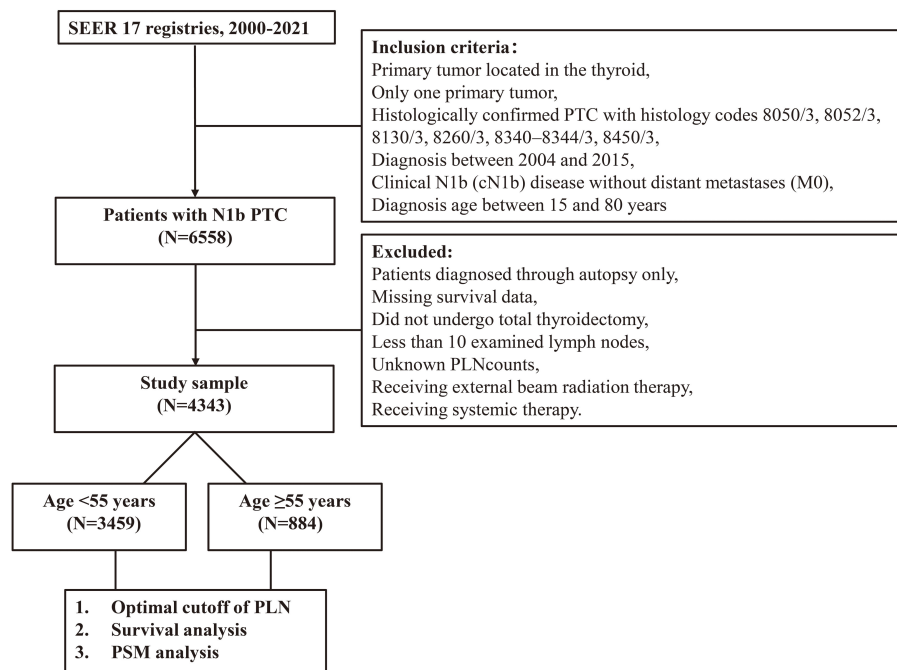 SEER 17 registries, 2000-2021
Inclusion criteria:
Primary tumor located in the thyroid,
Only one primary tumor,
Histologically confirmed PTC with histology codes 8050/3, 8052/3,
8130/3, 8260/3, 8340–8344/3, 8450/3,
Diagnosis between 2004 and 2015,
Clinical N1b (cN1b) disease without distant metastases (M0),
Diagnosis age between 15 and 80 years
Patients with N1b PTC
(N=6558)
Excluded:
Patients diagnosed through autopsy only,
Missing survival data,
Did not undergo total thyroidectomy,
Less than 10 examined lymph nodes,
Unknown PLNcounts,
Receiving external beam radiation therapy,
Receiving systemic therapy.
Study sample
(N=4343)
Age <55 years
(N=3459)
Age ≥55 years
(N=884)
1. Optimal cutoff of PLN
2. Survival analysis
3. PSM analysis